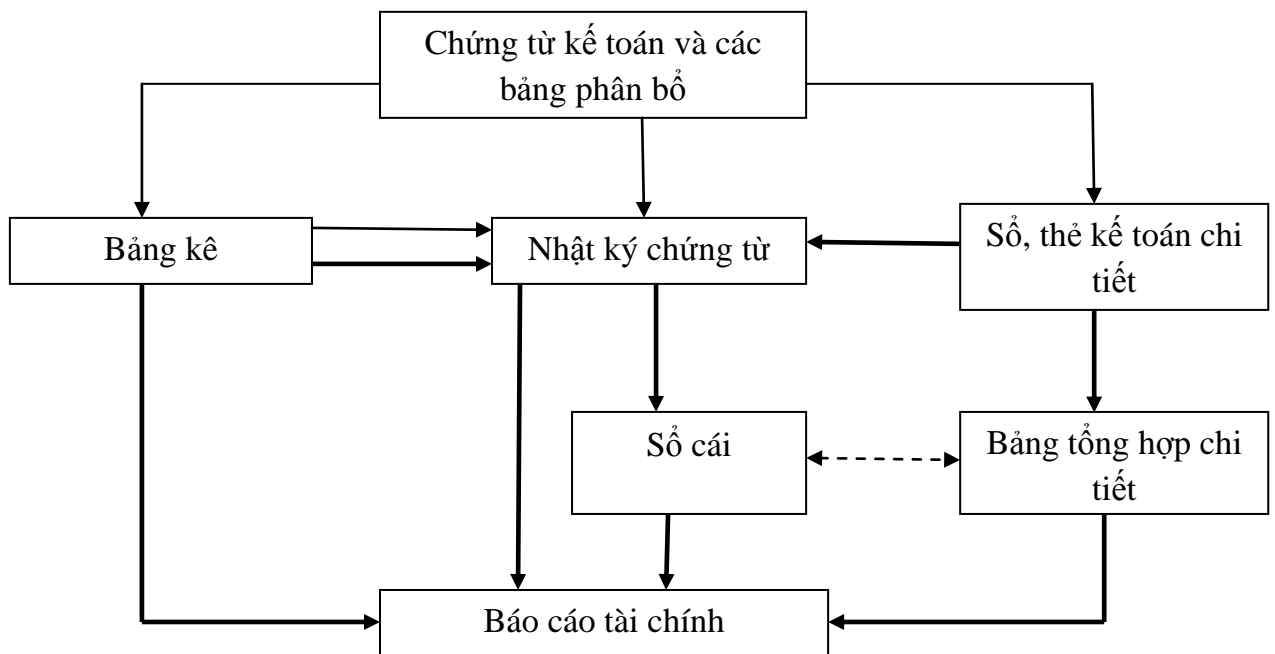 Chứng từ kế toán và các
bảng phân bổ
Bảng kê
Nhật ký chứng từ
Sổ, thẻ kế toán chi
tiết
Sổ cái
Bảng tổng hợp chi
tiết
Báo cáo tài chính